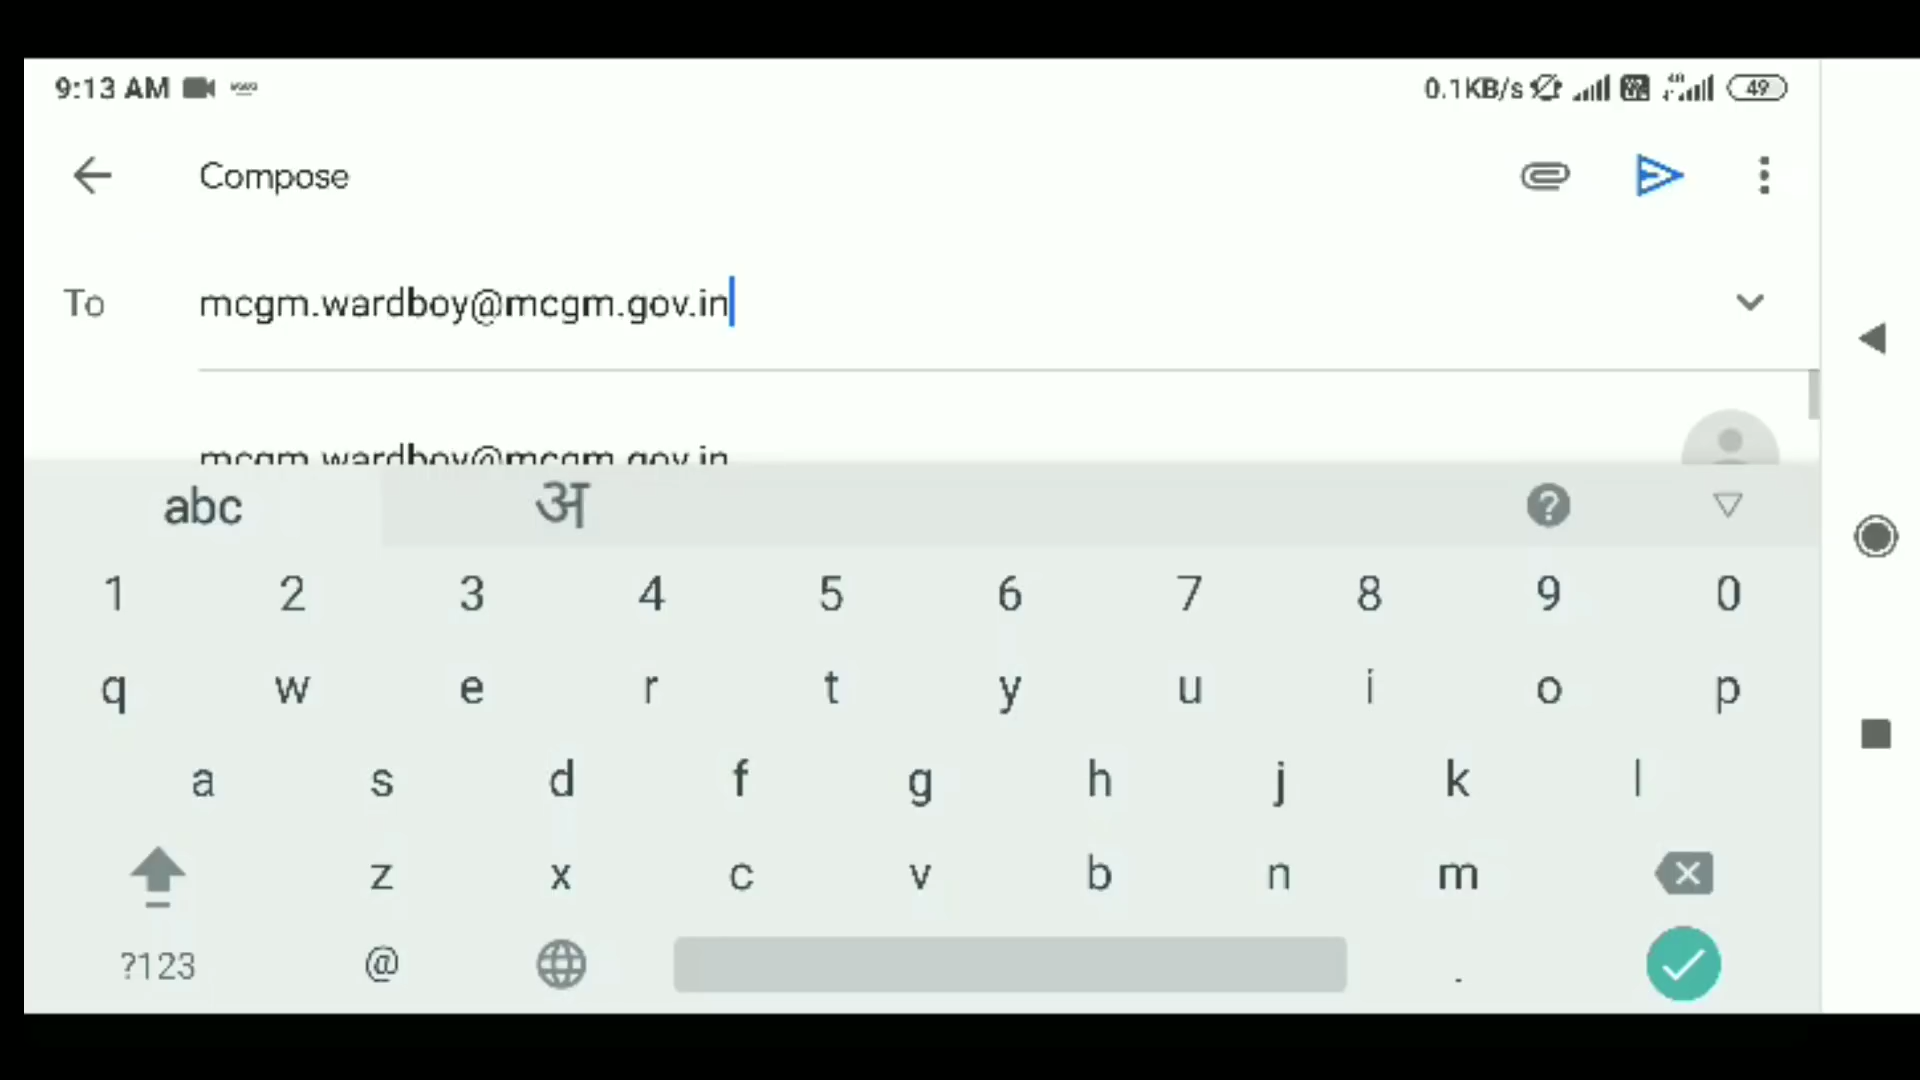 9:13 AM
0.1KB/s
4G
49
Compose
To
mcgm.wardboy@mcgm.gov.in
mcgm.wardboy@mcgm.gov.in
abc
अ
?
1 2 3 4 5 6 7 8 9 0
q w e r t y u i o p
a s d f g h j k l
z x c v b n m
?123 @ .